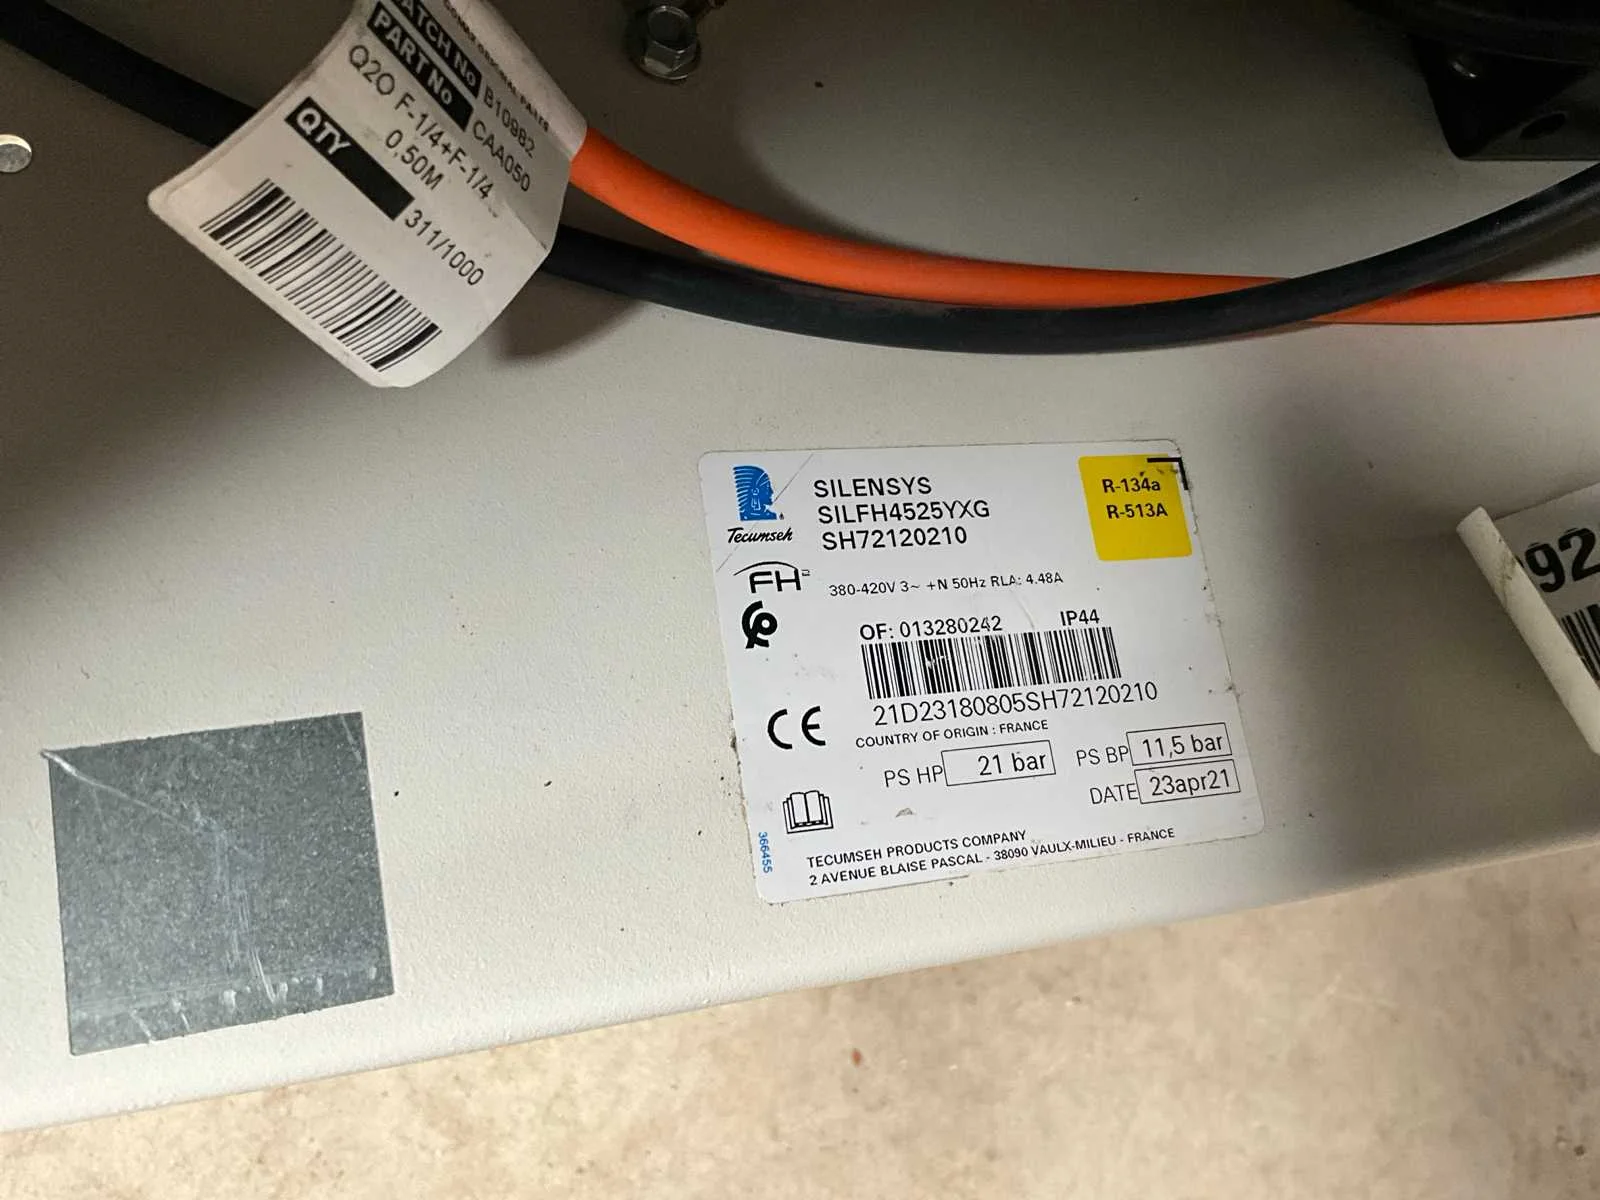 PART No
B10982
CAA050
Q2O F-1/4+F-1/4
0,50M
QTY
311/1000
SILENSYS
SILFH4525YXG
SH72120210
R-134a
R-513A
Tecumseh
FH
380-420V 3~ +N 50Hz RLA: 4.48A
OF: 013280242 IP44
21D23180805SH72120210
CE
COUNTRY OF ORIGIN : FRANCE
PS HP 21 bar PS BP 11,5 bar
DATE 23apr21
366455
TECUMSEH PRODUCTS COMPANY
2 AVENUE BLAISE PASCAL - 38090 VAULX-MILIEU - FRANCE
92